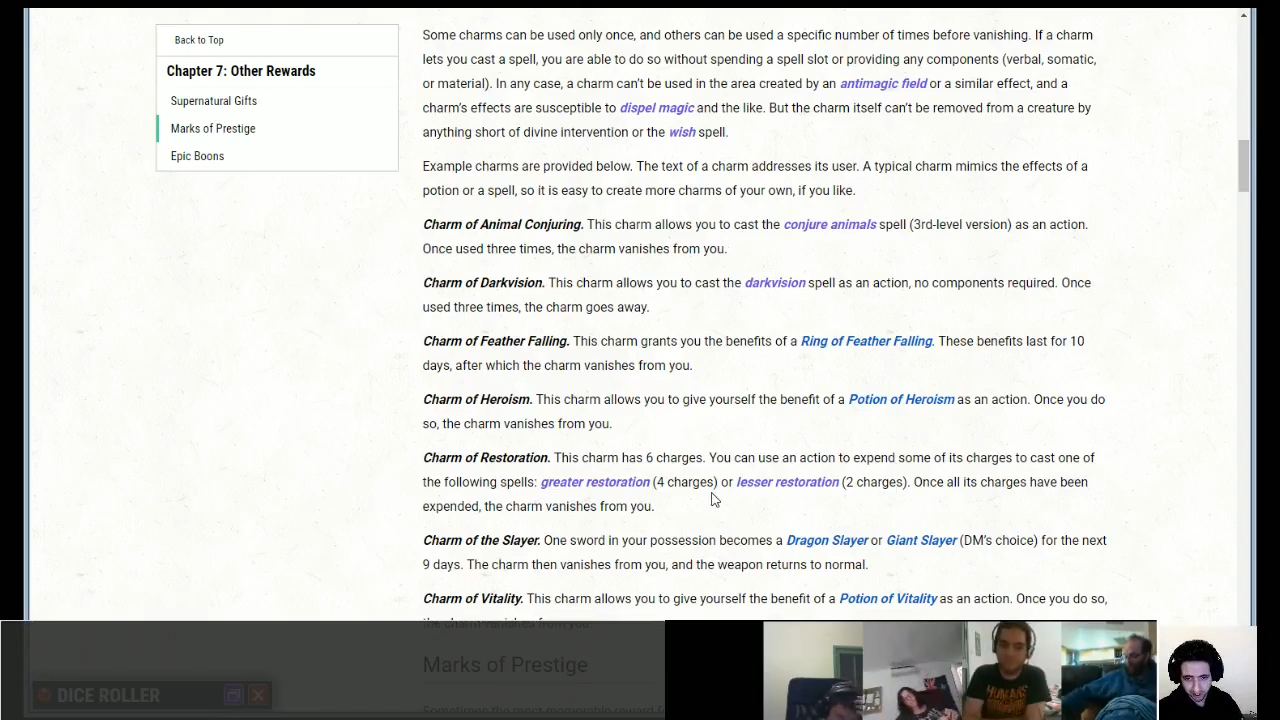 Back to Top
Chapter 7: Other Rewards
Supernatural Gifts
Marks of Prestige
Epic Boons
Some charms can be used only once, and others can be used a specific number of times before vanishing. If a charm
lets you cast a spell, you are able to do so without spending a spell slot or providing any components (verbal, somatic,
or material). In any case, a charm can't be used in the area created by an antimagic field or a similar effect, and a
charm's effects are susceptible to dispel magic and the like. But the charm itself can't be removed from a creature by
anything short of divine intervention or the wish spell.
Example charms are provided below. The text of a charm addresses its user. A typical charm mimics the effects of a
potion or a spell, so it is easy to create more charms of your own, if you like.
Charm of Animal Conjuring. This charm allows you to cast the conjure animals spell (3rd-level version) as an action.
Once used three times, the charm vanishes from you.
Charm of Darkvision. This charm allows you to cast the darkvision spell as an action, no components required. Once
used three times, the charm goes away.
Charm of Feather Falling. This charm grants you the benefits of a Ring of Feather Falling. These benefits last for 10
days, after which the charm vanishes from you.
Charm of Heroism. This charm allows you to give yourself the benefit of a Potion of Heroism as an action. Once you do
so, the charm vanishes from you.
Charm of Restoration. This charm has 6 charges. You can use an action to expend some of its charges to cast one of
the following spells: greater restoration (4 charges) or lesser restoration (2 charges). Once all its charges have been
expended, the charm vanishes from you.
Charm of the Slayer. One sword in your possession becomes a Dragon Slayer or Giant Slayer (DM's choice) for the next
9 days. The charm then vanishes from you, and the weapon returns to normal.
Charm of Vitality. This charm allows you to give yourself the benefit of a Potion of Vitality as an action. Once you do so,
the charm vanishes from you.
Marks of Prestige
Sometimes the most memorable reward
DICE ROLLER
HUMANS